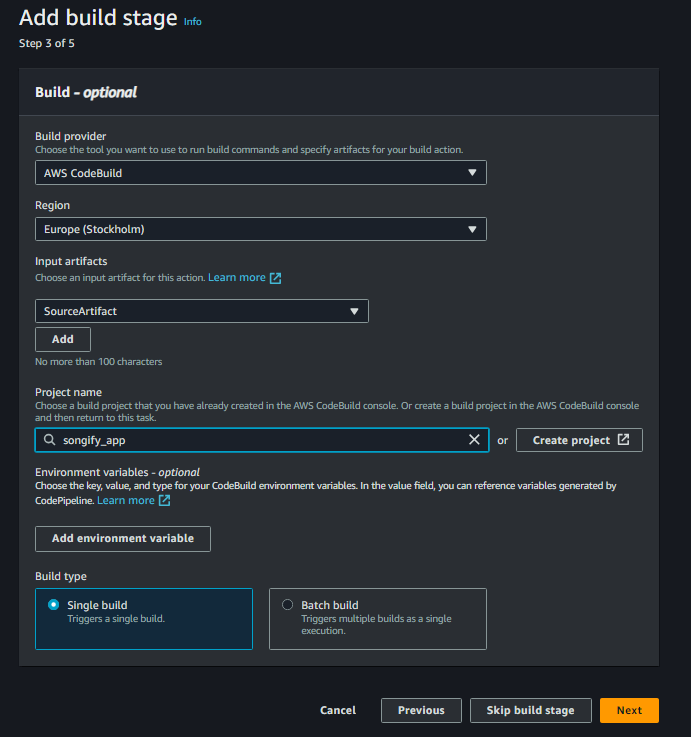 Add build stage Info
Step 3 of 5
Build - optional
Build provider
Choose the tool you want to use to run build commands and specify artifacts for your build action.
AWS CodeBuild
Region
Europe (Stockholm)
Input artifacts
Choose an input artifact for this action. Learn more
SourceArtifact
Add
No more than 100 characters
Project name
Choose a build project that you have already created in the AWS CodeBuild console. Or create a build project in the AWS CodeBuild console
and then return to this task.
songify_app
or
Create project
Environment variables - optional
Choose the key, value, and type for your CodeBuild environment variables. In the value field, you can reference variables generated by
CodePipeline. Learn more
Add environment variable
Build type
Single build
Triggers a single build.
Batch build
Triggers multiple builds as a single
execution.
Cancel
Previous
Skip build stage
Next